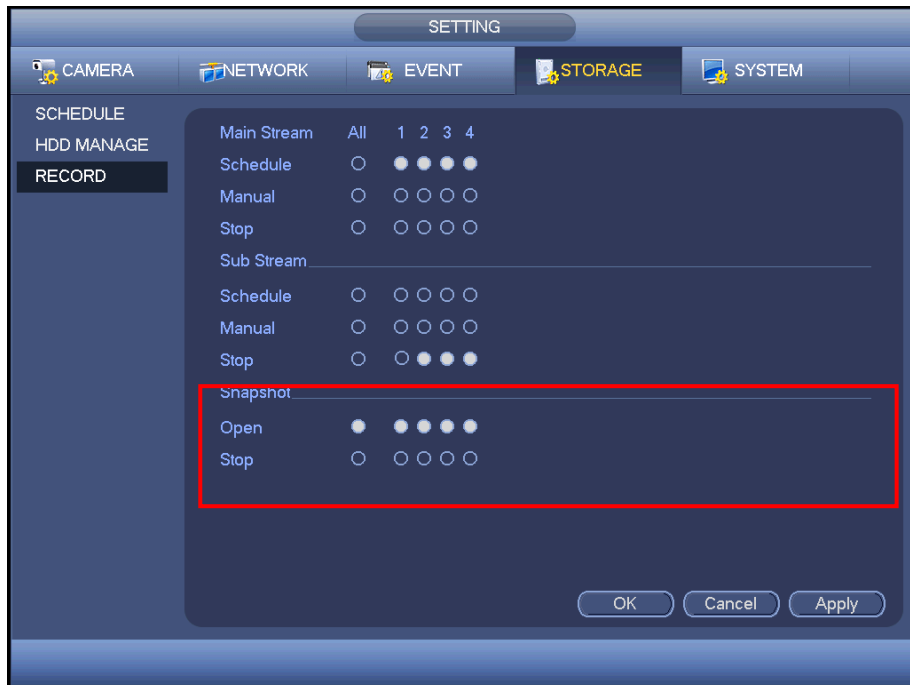 SETTING
CAMERA NETWORK EVENT STORAGE SYSTEM
SCHEDULE
HDD MANAGE
RECORD
Main Stream All 1 2 3 4
Schedule
Manual
Stop
Sub Stream
Schedule
Manual
Stop
Snapshot
Open
Stop
OK Cancel Apply